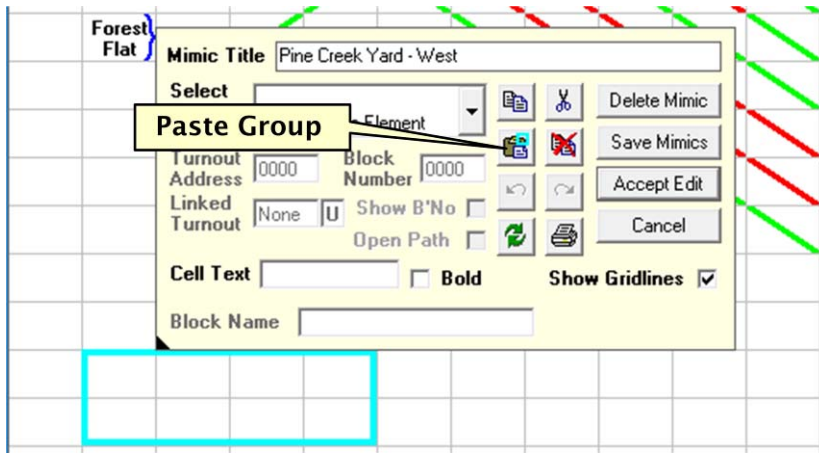 Forest
Flat
Mimic Title Pine Creek Yard - West
Select
Element
Delete Mimic
Paste Group
Save Mimics
Turnout Address 0000 Block Number 0000
Accept Edit
Linked Turnout None U Show B'No
Cancel
Open Path
Cell Text Bold Show Gridlines
Block Name